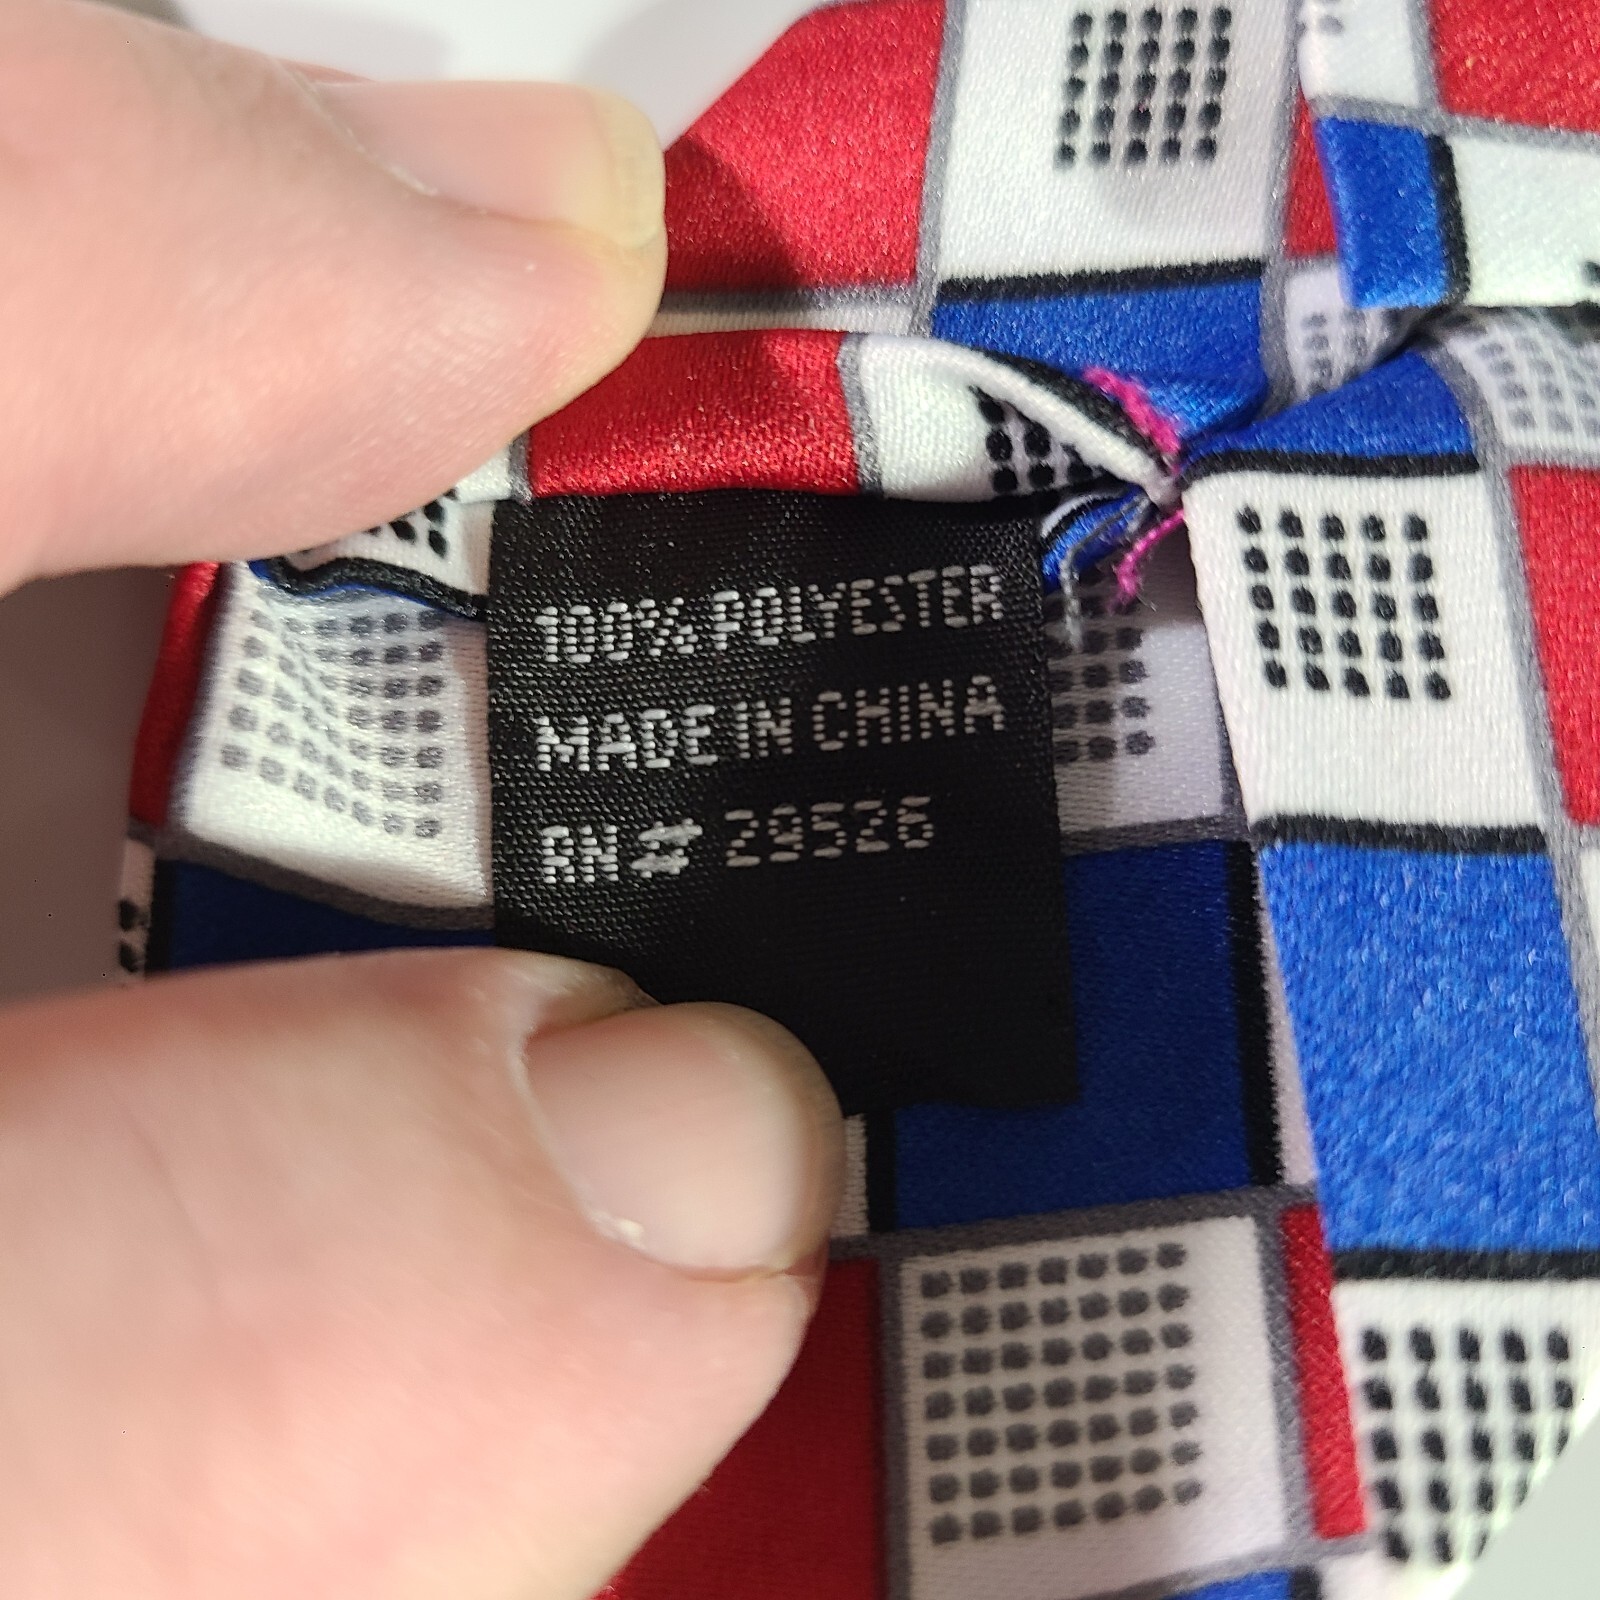 100% POLYESTER
MADE IN CHINA
RN # 29526